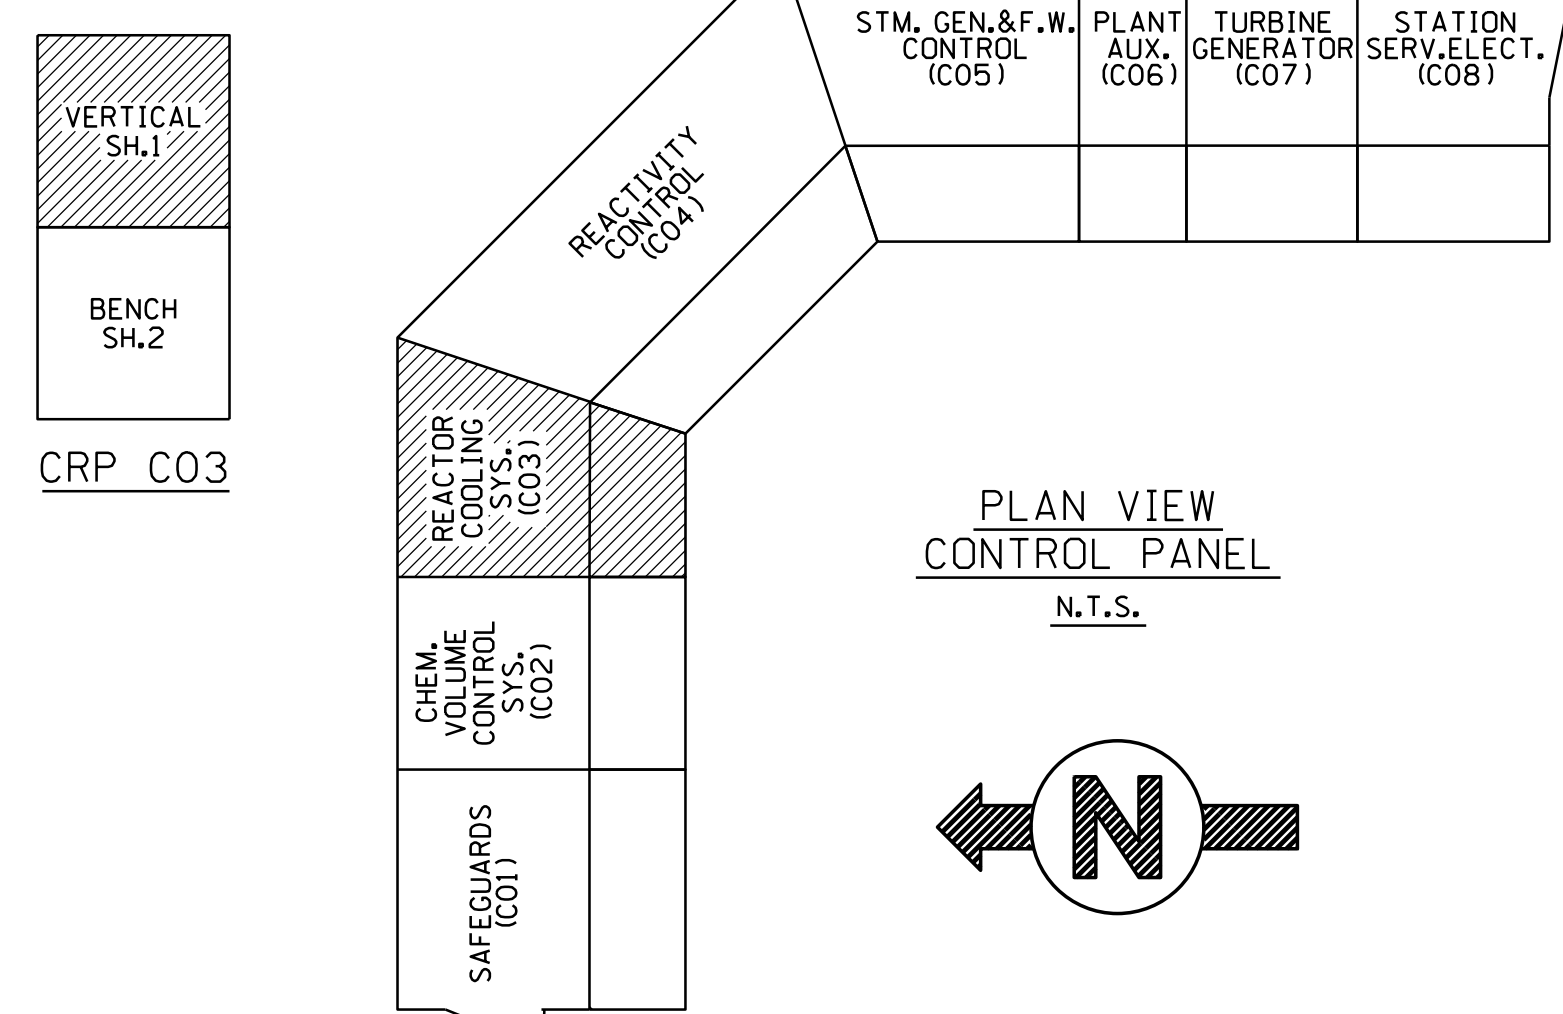 VERTICAL
SH.1
BENCH
SH.2
CRP C03
STM. GEN.&F.W.
CONTROL
(C05)
PLANT
AUX.
(C06)
TURBINE
GENERATOR
(C07)
STATION
SERV.ELECT.
(C08)
REACTIVITY
CONTROL
(C04)
REACTOR
COOLING
SYS.
(C03)
CHEM.
VOLUME
CONTROL
SYS.
(C02)
SAFEGUARDS
(C01)
PLAN VIEW
CONTROL PANEL
N.T.S.
N